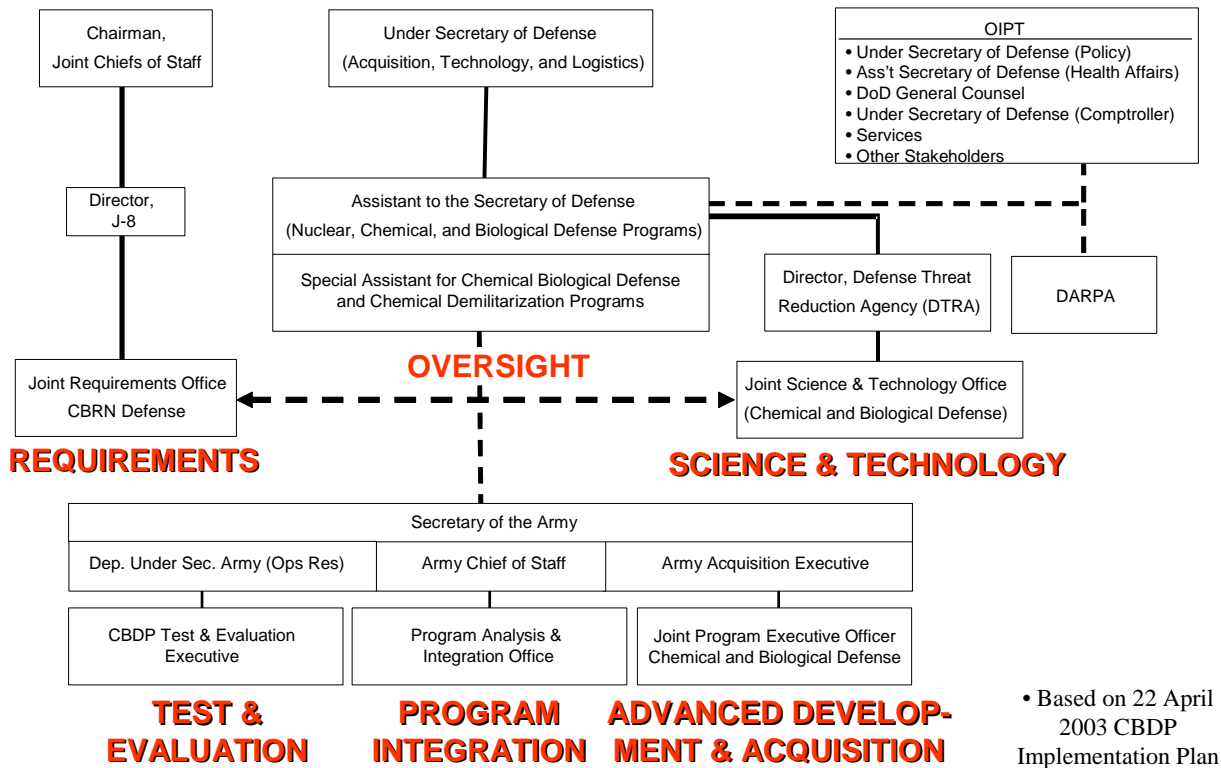 Chairman,
Joint Chiefs of Staff
Under Secretary of Defense
(Acquisition, Technology, and Logistics)
OIPT
• Under Secretary of Defense (Policy)
• Ass't Secretary of Defense (Health Affairs)
• DoD General Counsel
• Under Secretary of Defense (Comptroller)
• Services
• Other Stakeholders
Director,
J-8
Assistant to the Secretary of Defense
(Nuclear, Chemical, and Biological Defense Programs)
Special Assistant for Chemical Biological Defense
and Chemical Demilitarization Programs
Director, Defense Threat
Reduction Agency (DTRA)
DARPA
OVERSIGHT
Joint Requirements Office
CBRN Defense
Joint Science & Technology Office
(Chemical and Biological Defense)
REQUIREMENTS
SCIENCE & TECHNOLOGY
Secretary of the Army
Dep. Under Sec. Army (Ops Res)
Army Chief of Staff
Army Acquisition Executive
CBDP Test & Evaluation
Executive
Program Analysis &
Integration Office
Joint Program Executive Officer
Chemical and Biological Defense
TEST &
EVALUATION
PROGRAM
INTEGRATION
ADVANCED DEVELOP-
MENT & ACQUISITION
• Based on 22 April
2003 CBDP
Implementation Plan